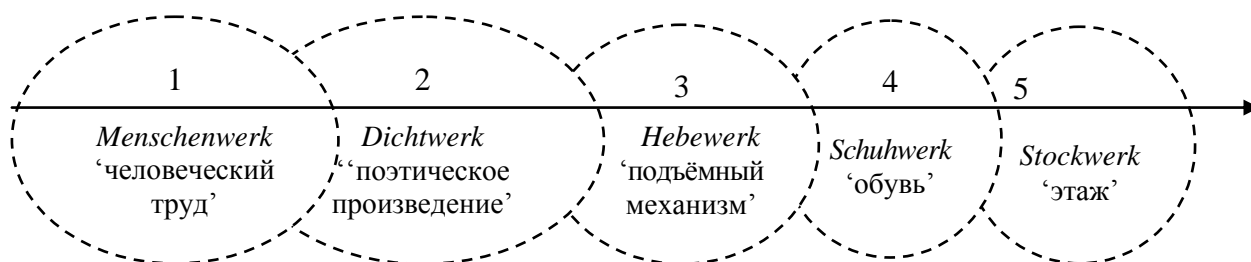 1
Menschenwerk
‘человеческий
труд’
2
Dichtwerk
‘‘поэтическое
произведение’
3
Hebewerk
‘подъёмный
механизм’
4
Schuhwerk
‘обувь’
5
Stockwerk
‘этаж’